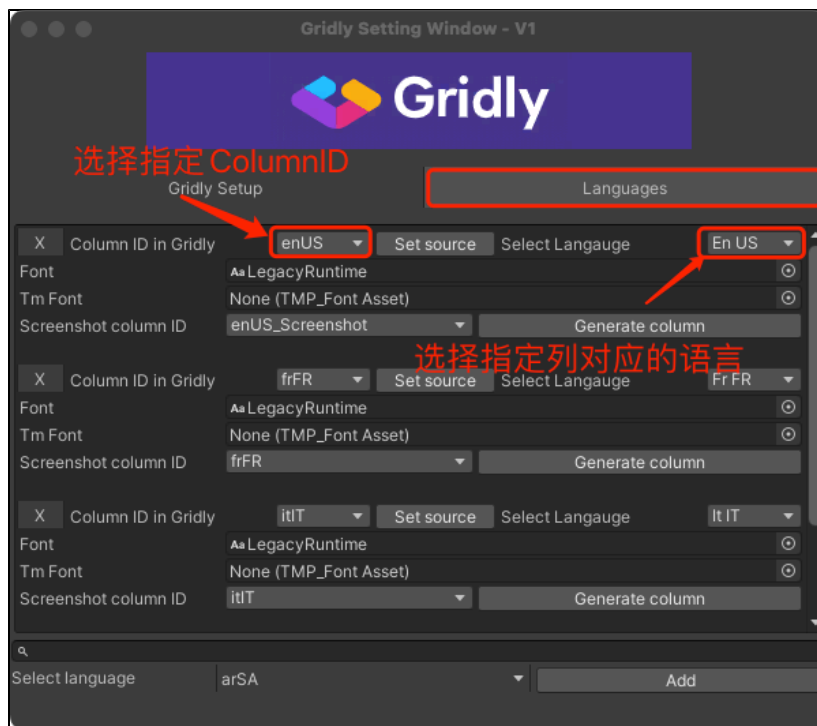 Gridly Setting Window - V1
Gridly
选择指定ColumnID
Gridly Setup
Languages
X Column ID in Gridly enUS Set source Select Langauge En US
Font Aa LegacyRuntime
Tm Font None (TMP_Font Asset)
Screenshot column ID enUS_Screenshot Generate column
选择指定列对应的语言
X Column ID in Gridly frFR Set source Select Langauge Fr FR
Font Aa LegacyRuntime
Tm Font None (TMP_Font Asset)
Screenshot column ID frFR Generate column
X Column ID in Gridly itIT Set source Select Langauge It IT
Font Aa LegacyRuntime
Tm Font None (TMP_Font Asset)
Screenshot column ID itIT Generate column
Select language arSA Add